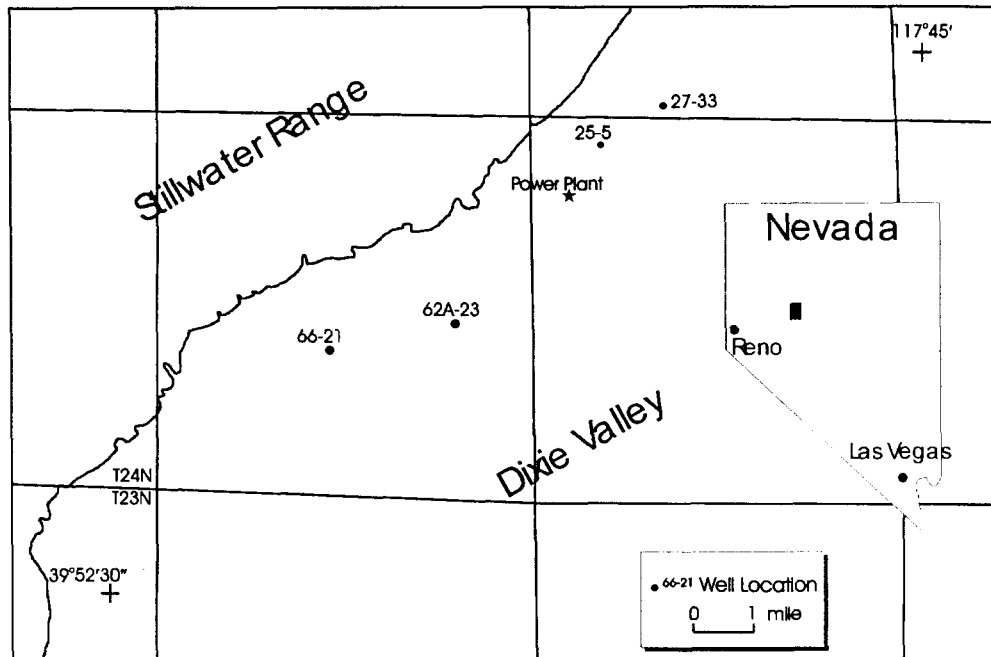 117°45'
27-33
Stillwater Range
25-5
Power Plant
Nevada
62A-23
66-21
Reno
Dixie Valley
Las Vegas
T24N
T23N
39°52'30"
66-21 Well Location
0 1 mile